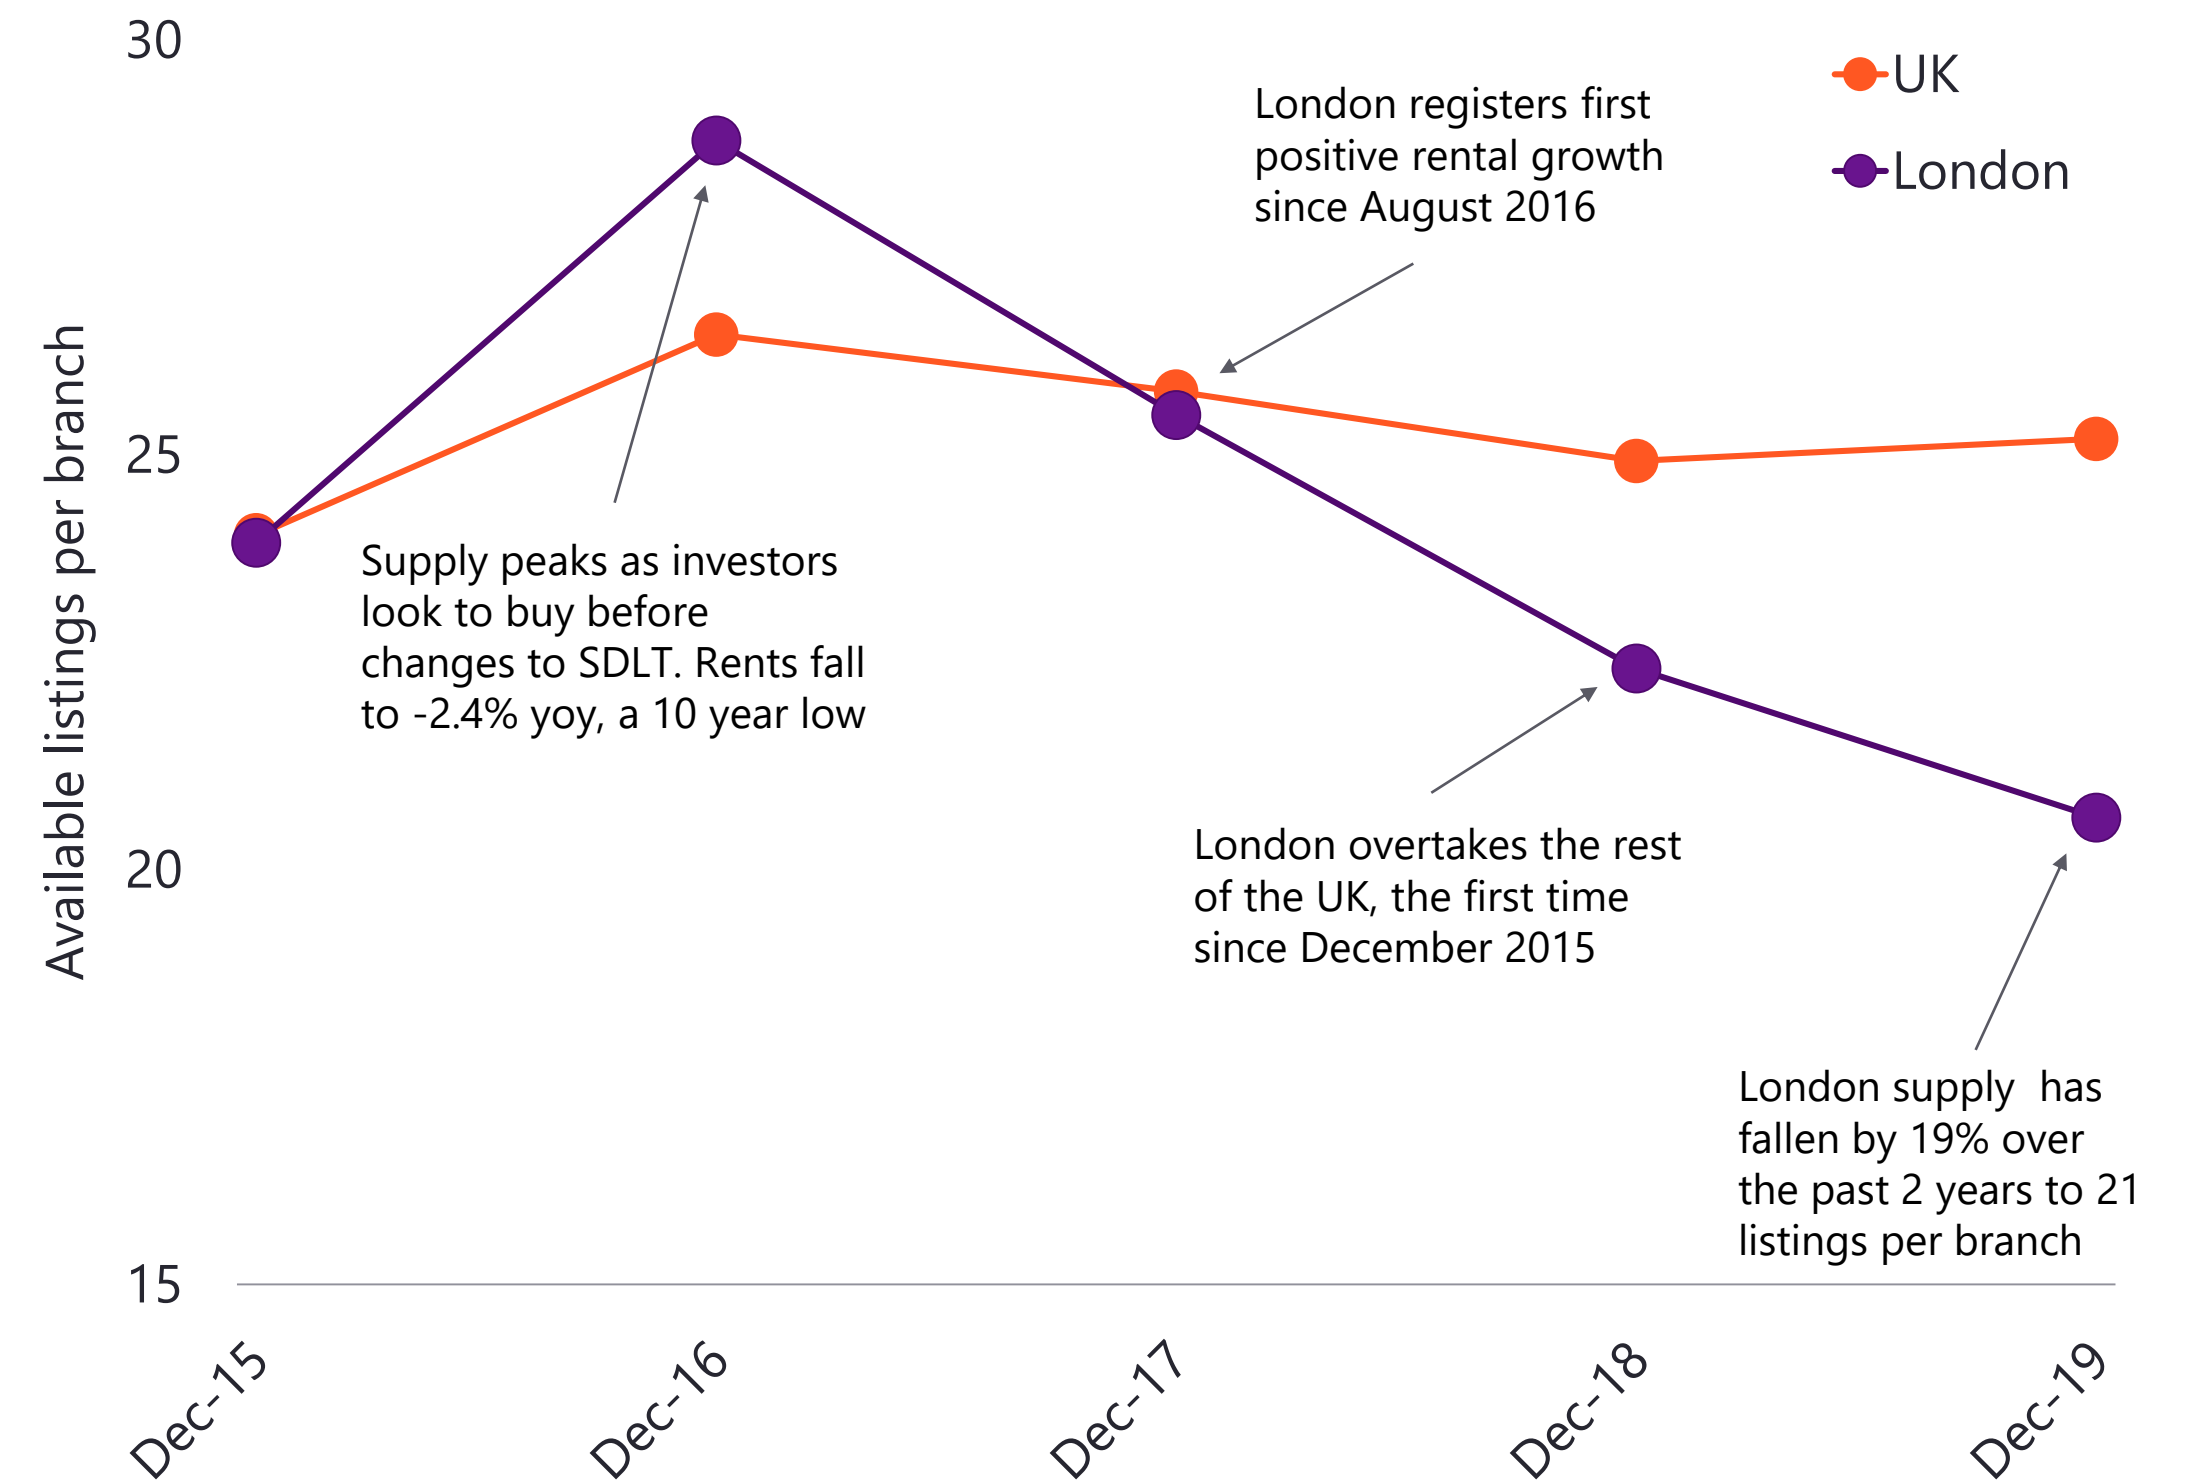 30
25
20
15
Available listings per branch
UK
London
London registers first
positive rental growth
since August 2016
Supply peaks as investors
look to buy before
changes to SDLT. Rents fall
to -2.4% yoy, a 10 year low
London overtakes the rest
of the UK, the first time
since December 2015
London supply  has
fallen by 19% over
the past 2 years to 21
listings per branch
Dec-15
Dec-16
Dec-17
Dec-18
Dec-19